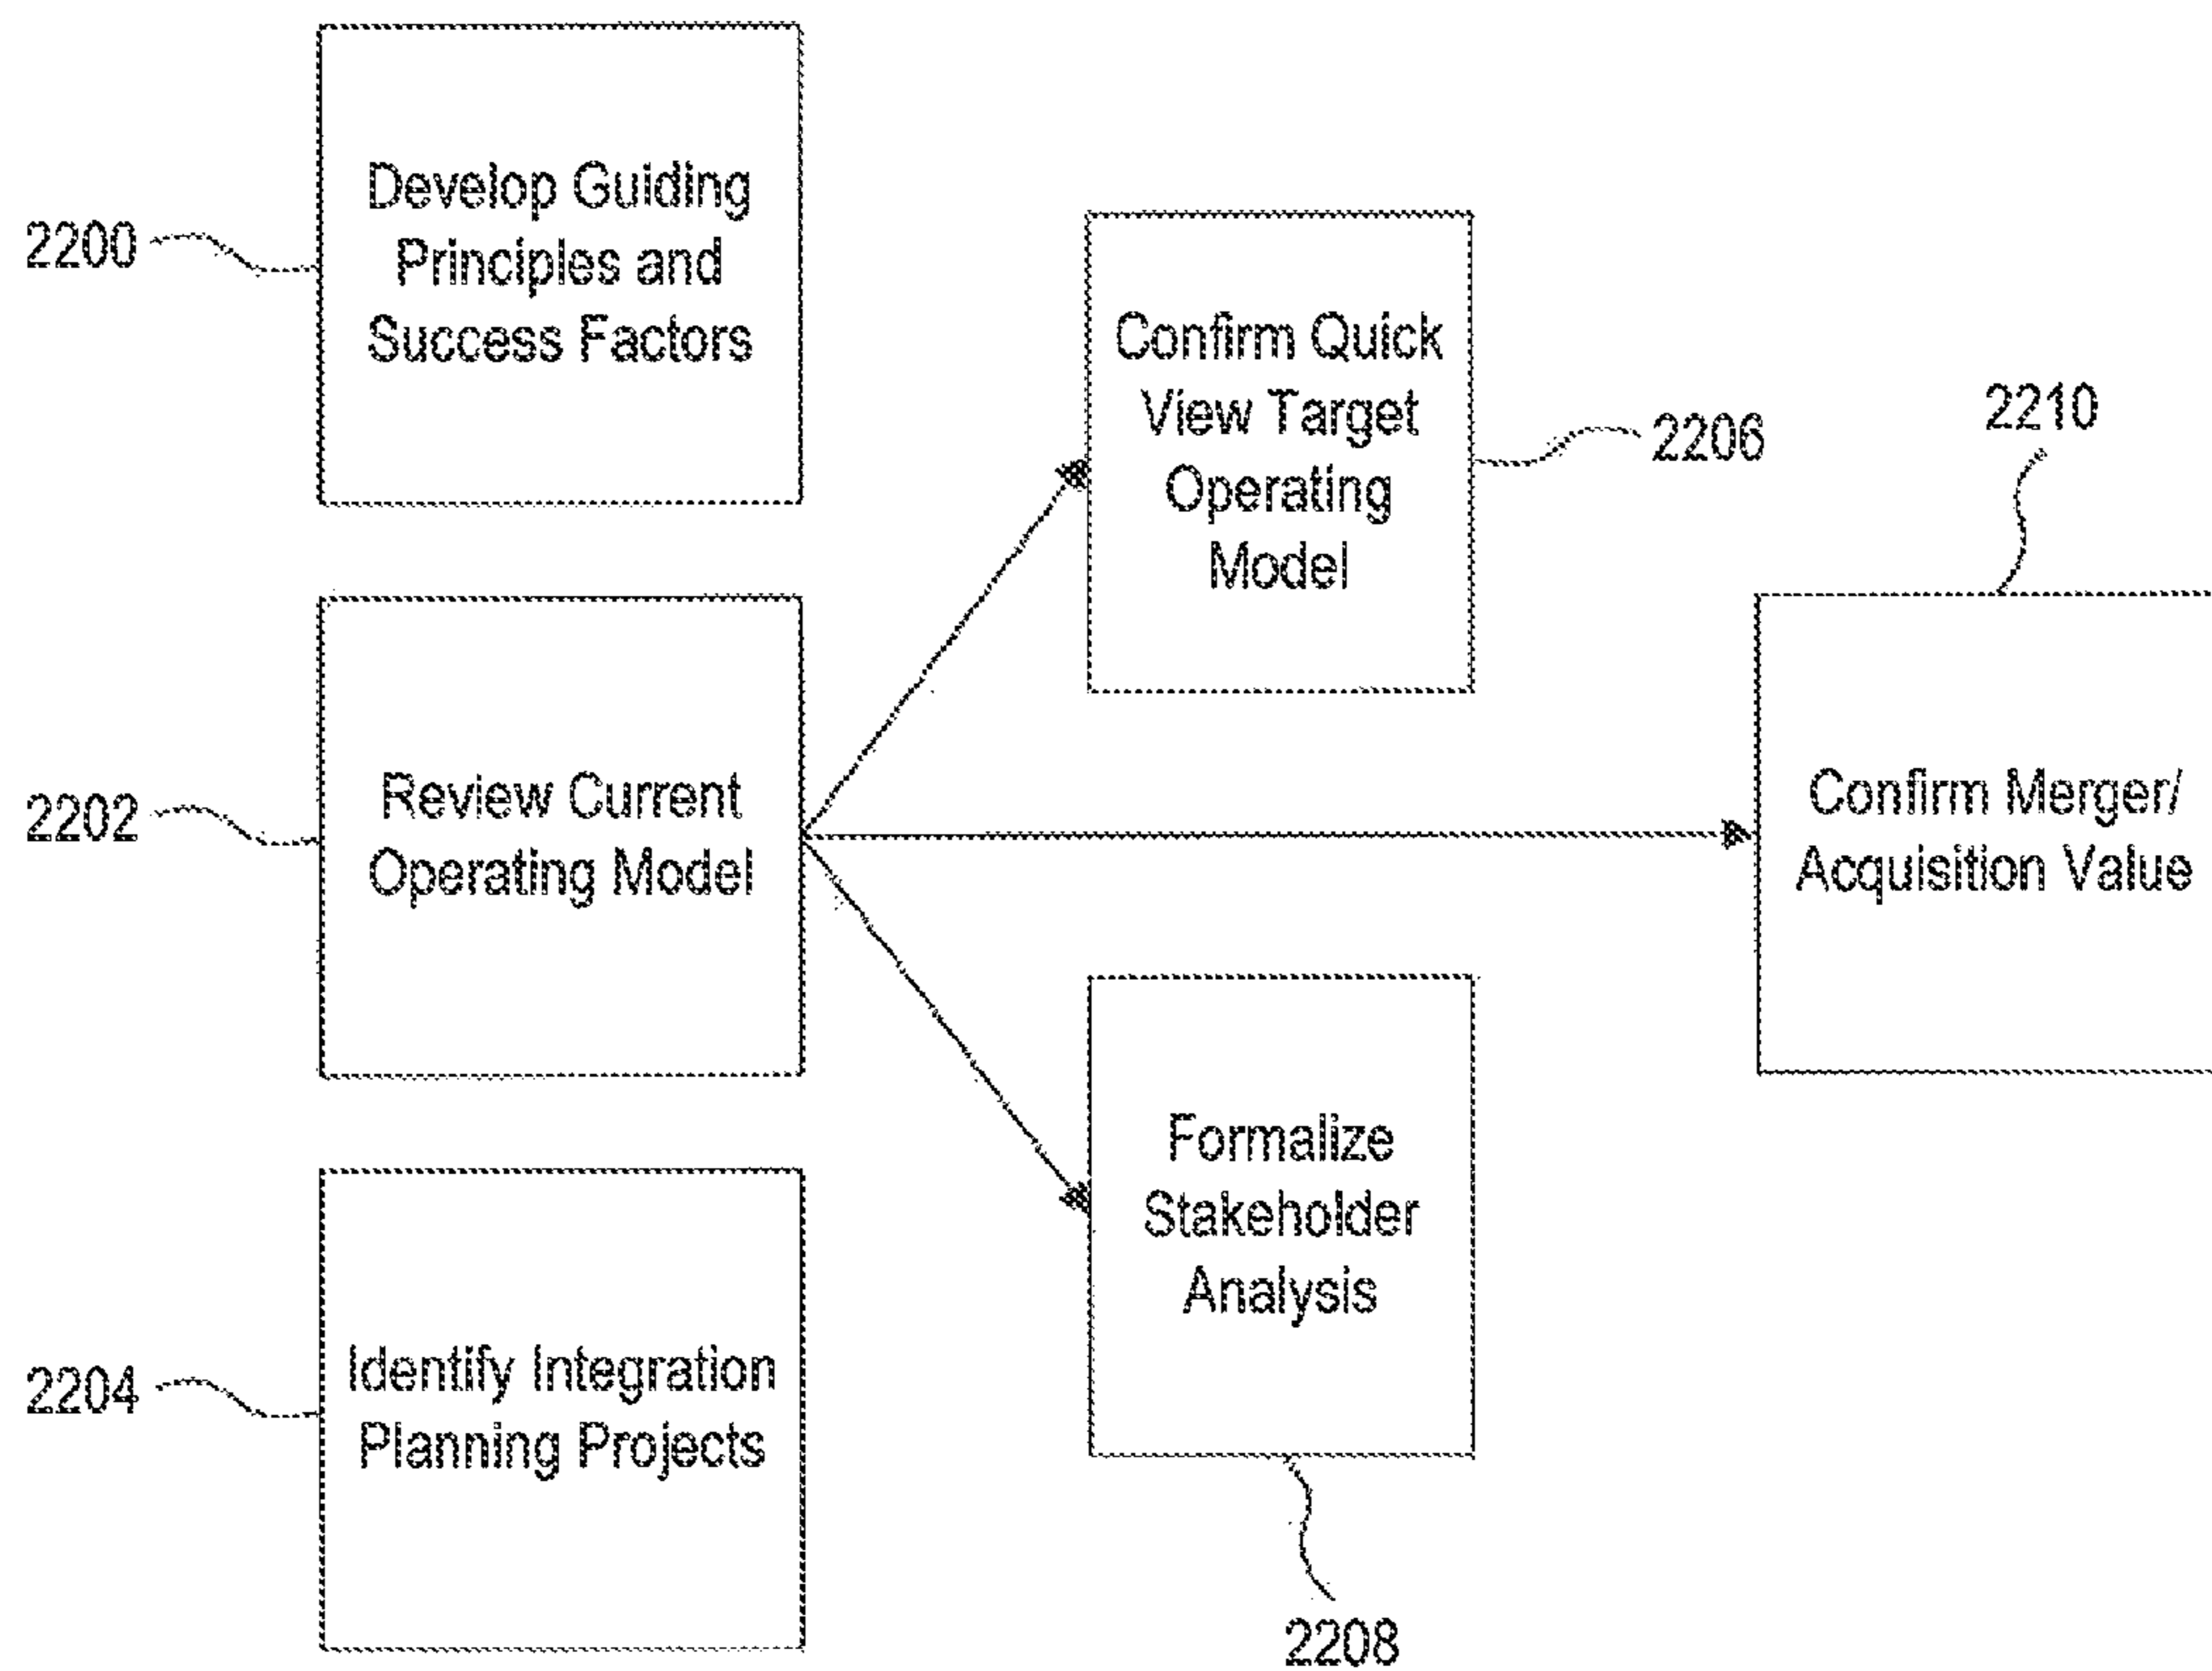 2200
Develop Guiding
Principles and
Success Factors
2202
Review Current
Operating Model
2204
Identify Integration
Planning Projects
Confirm Quick
View Target
Operating
Model
2206
Formalize
Stakeholder
Analysis
2208
2210
Confirm Merger/
Acquisition Value